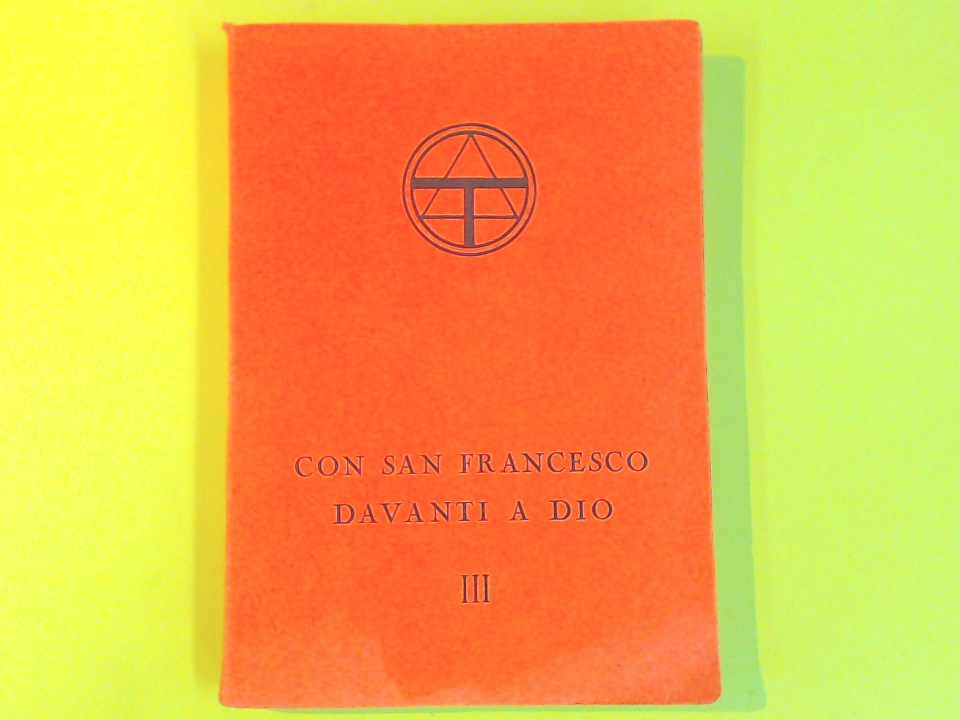 CON SAN FRANCESCO
DAVANTI A DIO
III